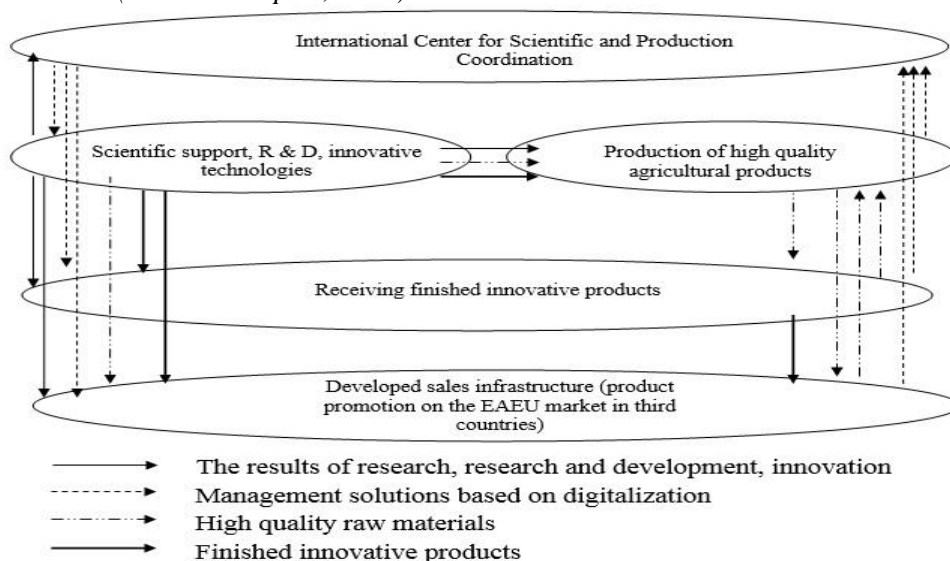 International Center for Scientific and Production
Coordination
Scientific support, R & D, innovative
technologies
Production of high quality
agricultural products
Receiving finished innovative products
Developed sales infrastructure (product
promotion on the EAEU market in third
countries)
The results of research, research and development, innovation
Management solutions based on digitalization
High quality raw materials
Finished innovative products